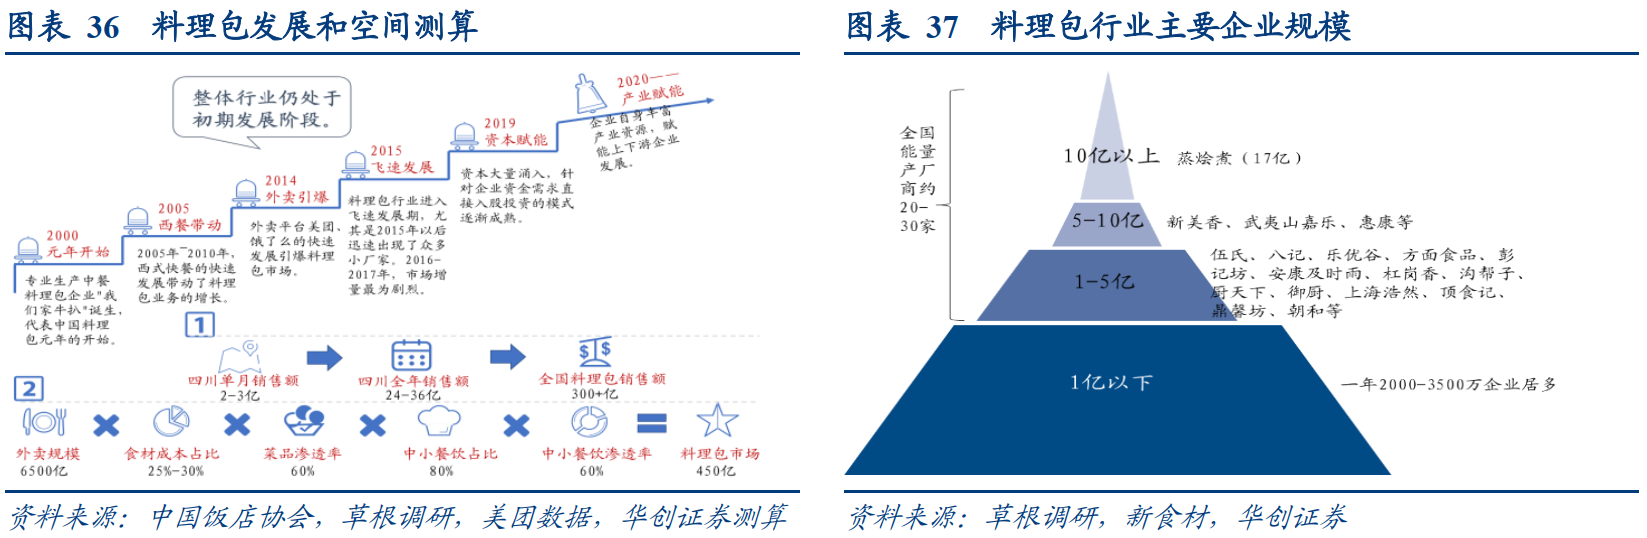 图表 36 料理包发展和空间测算
整体行业仍处于
初期发展阶段。
2000
元年开始
专业生产中餐
料理包企业"我
们家牛扒"诞生,
代表中国料理
包元年的开始。
2005
西餐带动
2005年—2010年,
西式快餐的快速
发展带动了料理
包业务的增长。
2014
外卖引爆
外卖平台美团、
饿了么的快速
发展引爆料理
包市场。
2015
飞速发展
料理包行业进入
飞速发展期,尤
其是2015年以后
迅速出现了众多
小厂家。2016-
2017年,市场增
量最为剧烈。
2019
资本赋能
资本大量涌入,针
对企业资金需求直
接入股投资的模式
逐渐成熟。
2020——
产业赋能
企业自身丰富
产业资源,赋
能上下游企业
发展。
1
四川单月销售额
2-3亿
四川全年销售额
24-36亿
全国料理包销售额
300+亿
2
外卖规模
6500亿
食材成本占比
25%-30%
菜品渗透率
60%
中小餐饮占比
80%
中小餐饮渗透率
60%
料理包市场
450亿
资料来源:中国饭店协会,草根调研,美团数据,华创证券测算
图表 37 料理包行业主要企业规模
全国
能量
产厂
商约
20-
30家
10亿以上
蒸烩煮(17亿)
5-10亿
新美香、武夷山嘉乐、惠康等
1-5亿
伍氏、八记、乐优谷、方面食品、彭
记坊、安康及时雨、杠岗香、沟帮子、
厨天下、御厨、上海浩然、顶食记、
鼎馨坊、朝和等
1亿以下
一年2000-3500万企业居多
资料来源:草根调研,新食材,华创证券